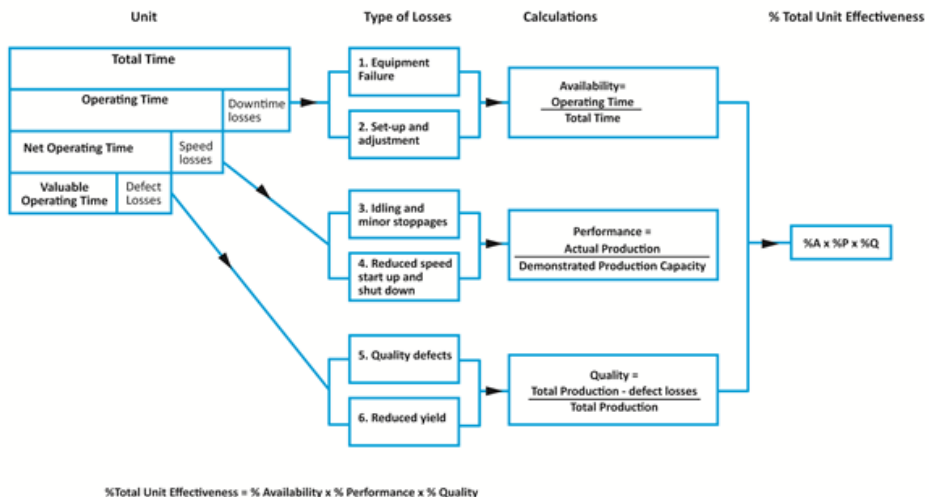 Unit
Type of Losses
Calculations
% Total Unit Effectiveness
Total Time
Operating Time
Downtime
losses
Net Operating Time
Speed
losses
Valuable
Operating Time
Defect
Losses
1. Equipment
Failure
2. Set-up and
adjustment
3. Idling and
minor stoppages
4. Reduced speed
start up and
shut down
5. Quality defects
6. Reduced yield
Availability=
Operating Time
Total Time
Performance =
Actual Production
Demonstrated Production Capacity
Quality =
Total Production - defect losses
Total Production
%A x %P x %Q
%Total Unit Effectiveness = % Availability x % Performance x % Quality